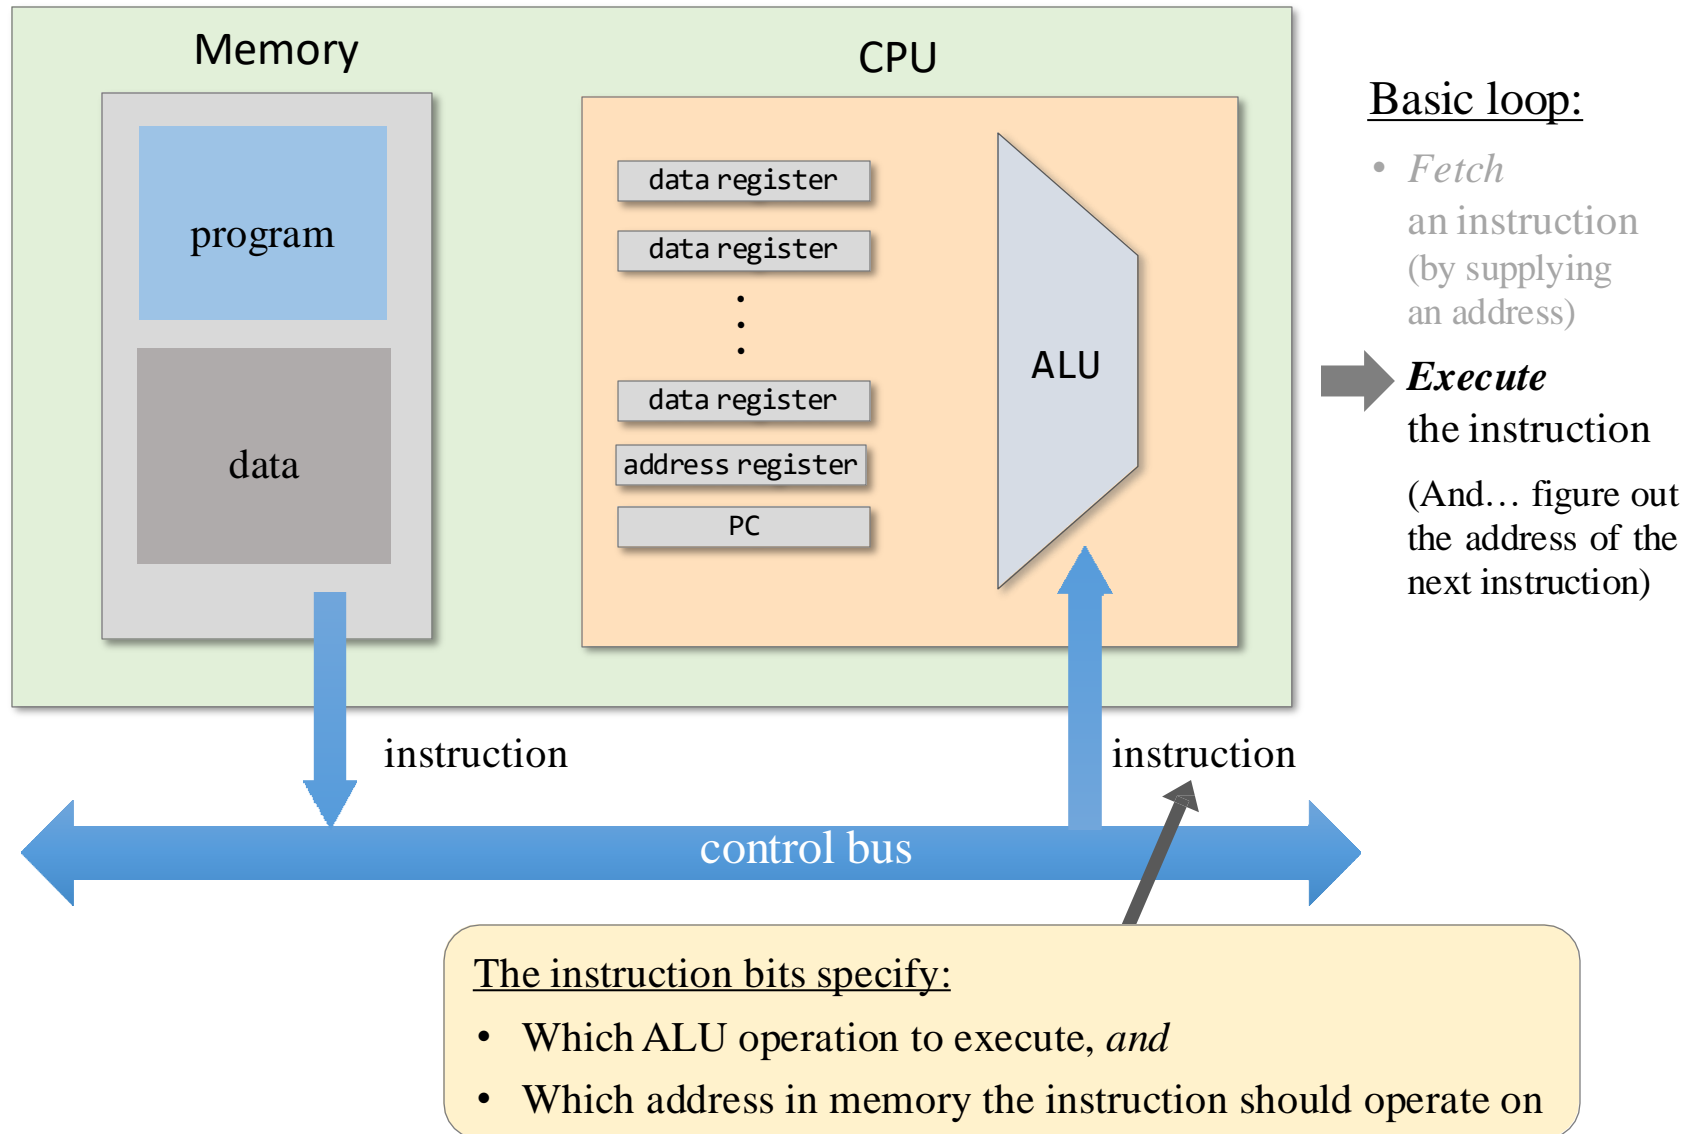 Memory
program
data
CPU
data register
data register
data register
address register
PC
ALU
Basic loop:
• Fetch
an instruction
(by supplying
an address)
Execute
the instruction
(And… figure out
the address of the
next instruction)
instruction
instruction
control bus
The instruction bits specify:
• Which ALU operation to execute, and
• Which address in memory the instruction should operate on